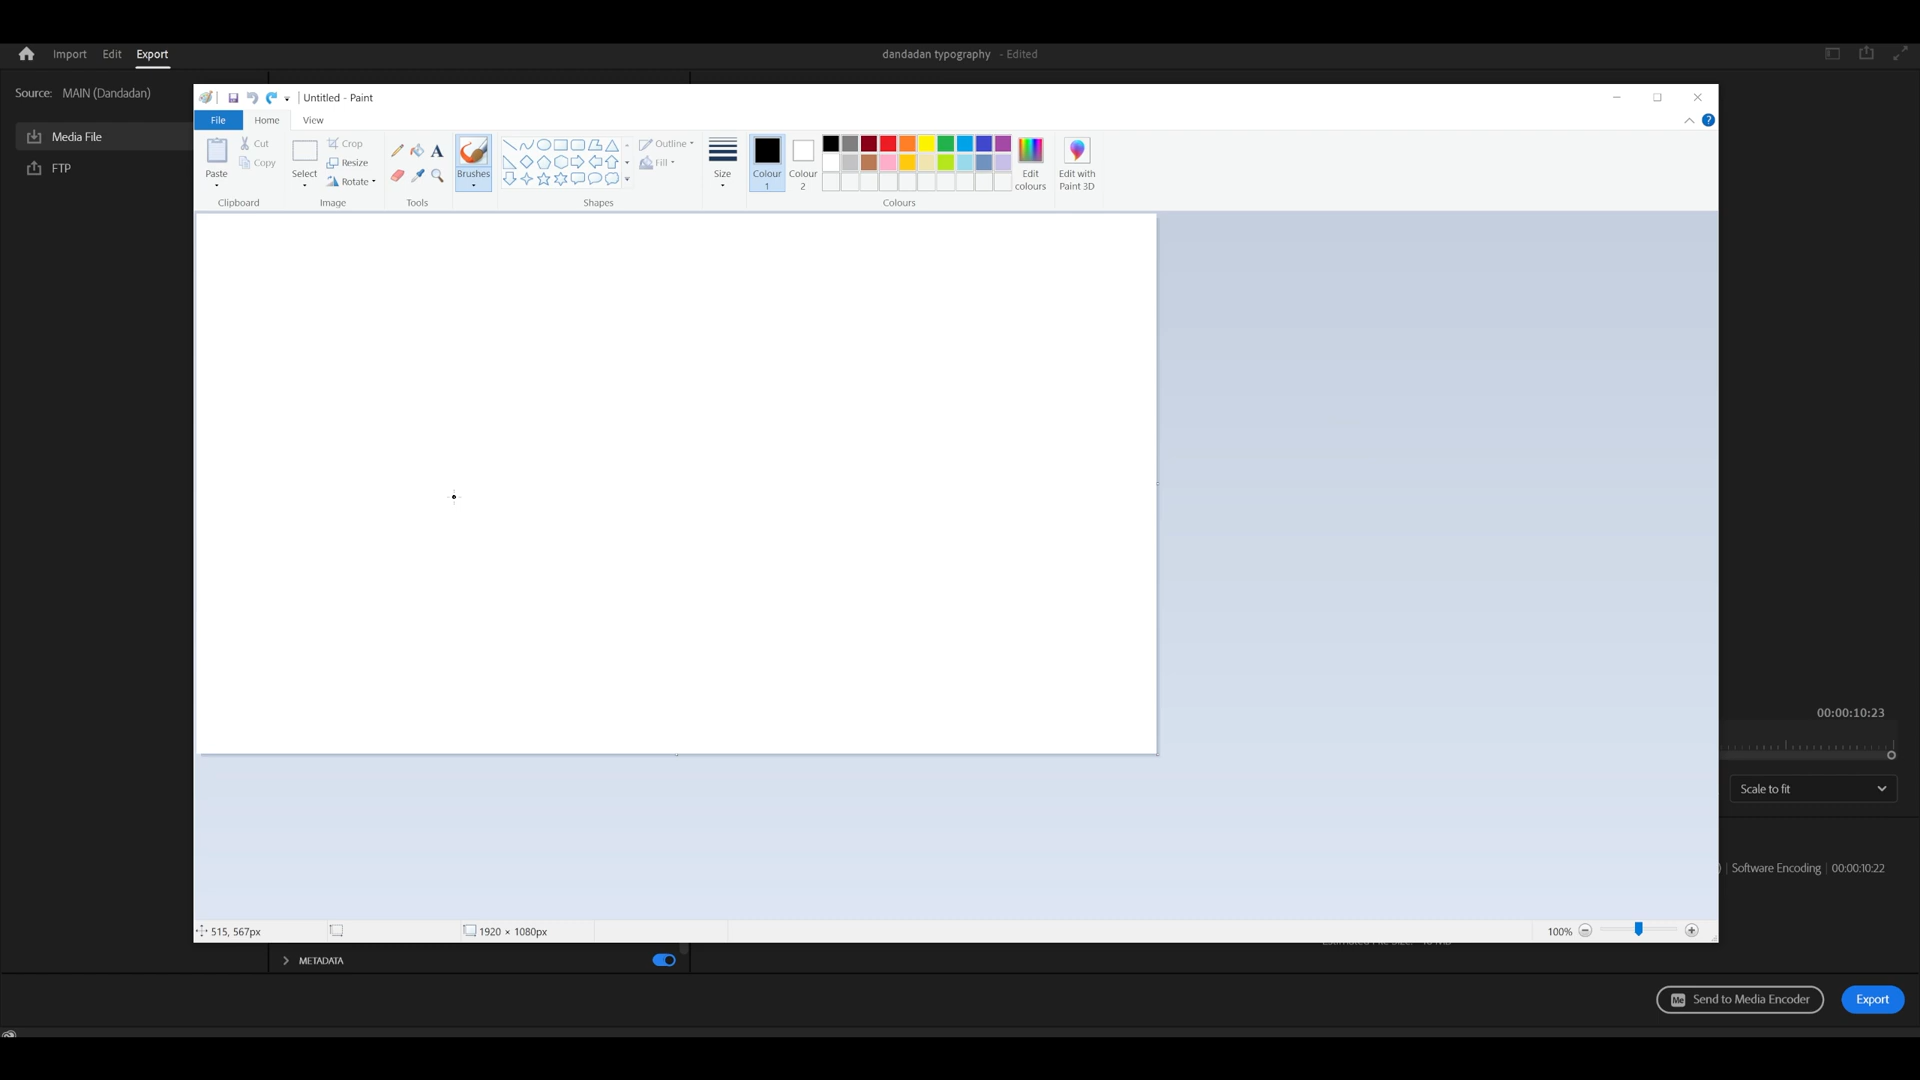 Import Edit Export dandadan typography - Edited
Source: MAIN (Dandadan)
Media File
FTP
Untitled - Paint
File Home View
Paste
Cut
Copy
Clipboard
Select
Crop
Resize
Rotate
Image
A
Tools
Brushes
Shapes
Outline
Fill
Size
Colour
1
Colour
2
Colours
Edit
colours
Edit with
Paint 3D
?
00:00:10:23
Scale to fit
Software Encoding | 00:00:10:22
515, 567px 1920 × 1080px 100%
METADATA
Me Send to Media Encoder Export